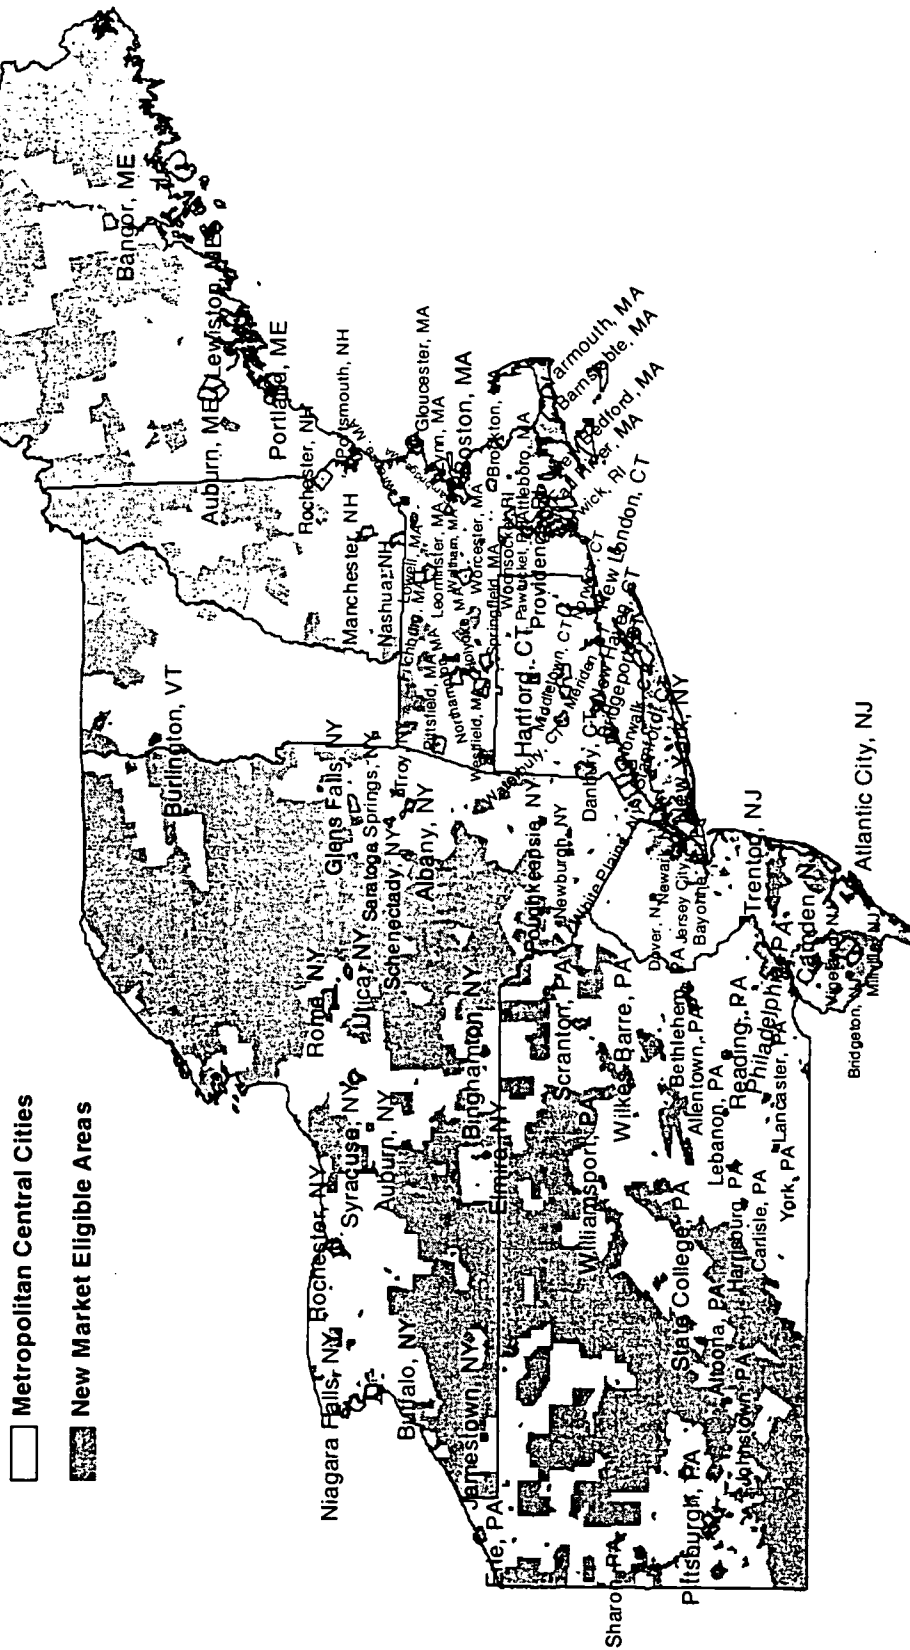 Metropolitan Central Cities
New Market Eligible Areas
Bangor, ME
Auburn, ME
Lewiston, ME
Portland, ME
Burlington, VT
Rochester, NH
Portsmouth, NH
Manchester, NH
Nashua, NH
Gloucester, MA
Lowell, MA
Lynn, MA
Boston, MA
Leominster, MA
Waltham, MA
Worcester, MA
Brockton, MA
Pittsfield, MA
Holyoke, MA
Springfield, MA
Westfield, MA
Attleboro, MA
Yarmouth, MA
Barnstable, MA
New Bedford, MA
Fall River, MA
Woonsocket, RI
Pawtucket, RI
Providence, RI
New London, CT
Hartford, CT
Middletown, CT
Meriden, CT
Waterbury, CT
Danbury, CT
New Haven, CT
Bridgeport, CT
Norwalk, CT
Stamford, CT
Glens Falls, NY
Saratoga Springs, NY
Troy, NY
Schenectady, NY
Albany, NY
Rome, NY
Utica, NY
Syracuse, NY
Auburn, NY
Rochester, NY
Niagara Falls, NY
Buffalo, NY
Jamestown, NY
Elmira, NY
Binghamton, NY
Poughkeepsie, NY
Newburgh, NY
White Plains, NY
New York, NY
Dover, NJ
Newark, NJ
Jersey City, NJ
Bayonne, NJ
Trenton, NJ
Camden, NJ
Vineland, NJ
Millville, NJ
Bridgeton, NJ
Atlantic City, NJ
Erie, PA
Sharon, PA
Pittsburgh, PA
Johnstown, PA
Altoona, PA
State College, PA
Williamsport, PA
Scranton, PA
Wilkes-Barre, PA
Bethlehem, PA
Allentown, PA
Reading, PA
Philadelphia, PA
Lebanon, PA
Lancaster, PA
Harrisburg, PA
Carlisle, PA
York, PA